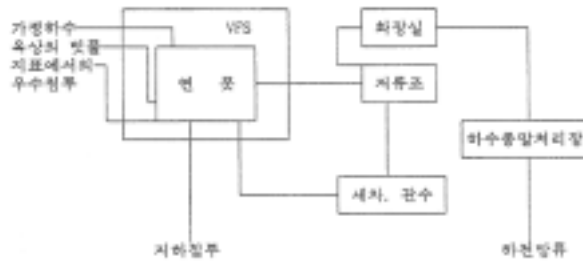 가정하수
옥상의 빗물
지표에서의
우수침투
VPS
연 못
화장실
저류조
하수종말처리장
세차, 관수
지하침투
하천방류